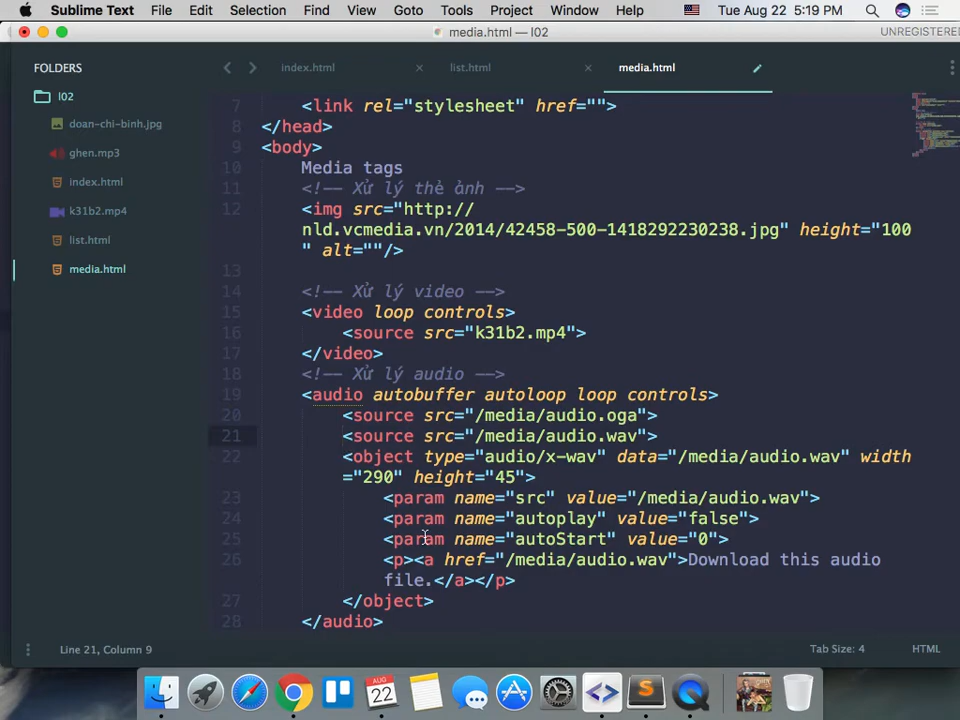 Sublime Text File Edit Selection Find View Goto Tools Project Window Help Tue Aug 22 5:19 PM
media.html — l02 UNREGISTERED
FOLDERS
l02
doan-chi-binh.jpg
ghen.mp3
index.html
k31b2.mp4
list.html
media.html
index.html × list.html × media.html
7 <link rel="stylesheet" href="">
8 </head>
9 <body>
10 Media tags
11 <!-- Xử lý thẻ ảnh -->
12 <img src="http://
nld.vcmedia.vn/2014/42458-500-1418292230238.jpg" height="100
" alt=""/>
13
14 <!-- Xử lý video -->
15 <video loop controls>
16 <source src="k31b2.mp4">
17 </video>
18 <!-- Xử lý audio -->
19 <audio autobuffer autoloop loop controls>
20 <source src="/media/audio.oga">
21 <source src="/media/audio.wav">
22 <object type="audio/x-wav" data="/media/audio.wav" width
="290" height="45">
23 <param name="src" value="/media/audio.wav">
24 <param name="autoplay" value="false">
25 <param name="autoStart" value="0">
26 <p><a href="/media/audio.wav">Download this audio
file.</a></p>
27 </object>
28 </audio>
Line 21, Column 9 Tab Size: 4 HTML
AUG
22